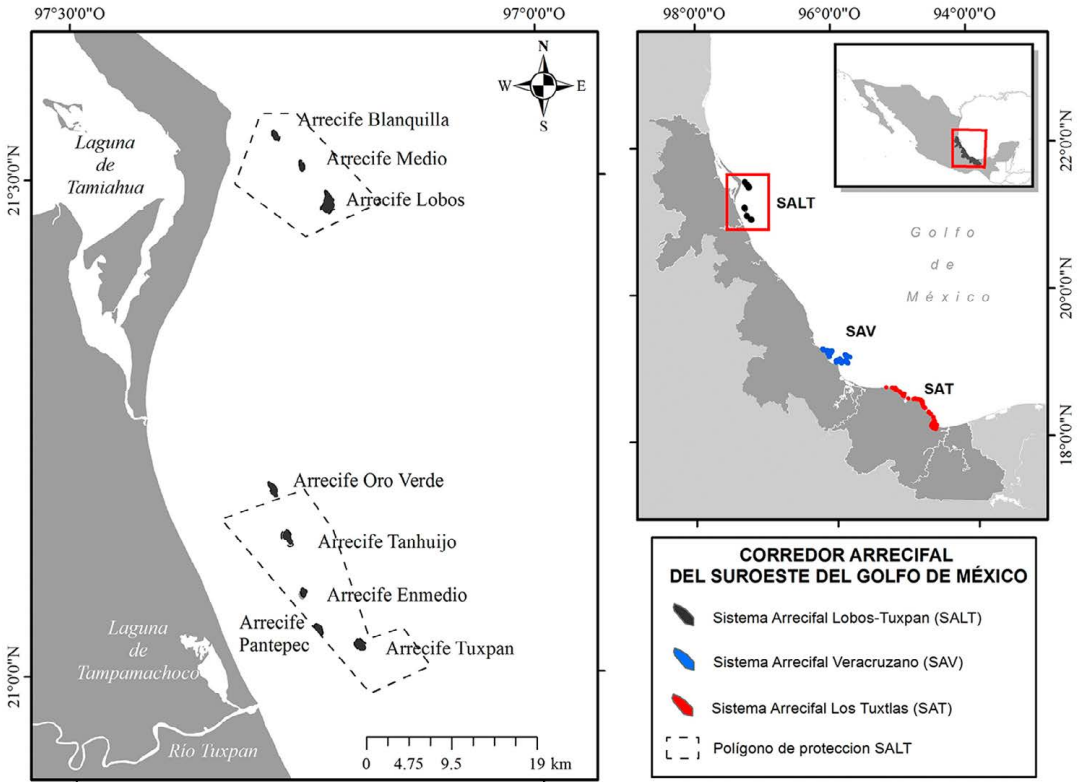 97°30'0"O
97°0'0"O
21°30'0"N
21°0'0"N
N
W
E
S
Laguna
de
Tamiahua
Arrecife Blanquilla
Arrecife Medio
Arrecife Lobos
Arrecife Oro Verde
Arrecife Tanhuijo
Arrecife Enmedio
Arrecife
Pantepec
Arrecife Tuxpan
Laguna
de
Tampamachoco
Río Tuxpan
0 4.75 9.5 19 km
98°0'0"O
96°0'0"O
94°0'0"O
22°0'0"N
20°0'0"N
18°0'0"N
SALT
Golfo
de
México
SAV
SAT
CORREDOR ARRECIFAL
DEL SUROESTE DEL GOLFO DE MÉXICO
Sistema Arrecifal Lobos-Tuxpan (SALT)
Sistema Arrecifal Veracruzano (SAV)
Sistema Arrecifal Los Tuxtlas (SAT)
Polígono de proteccion SALT